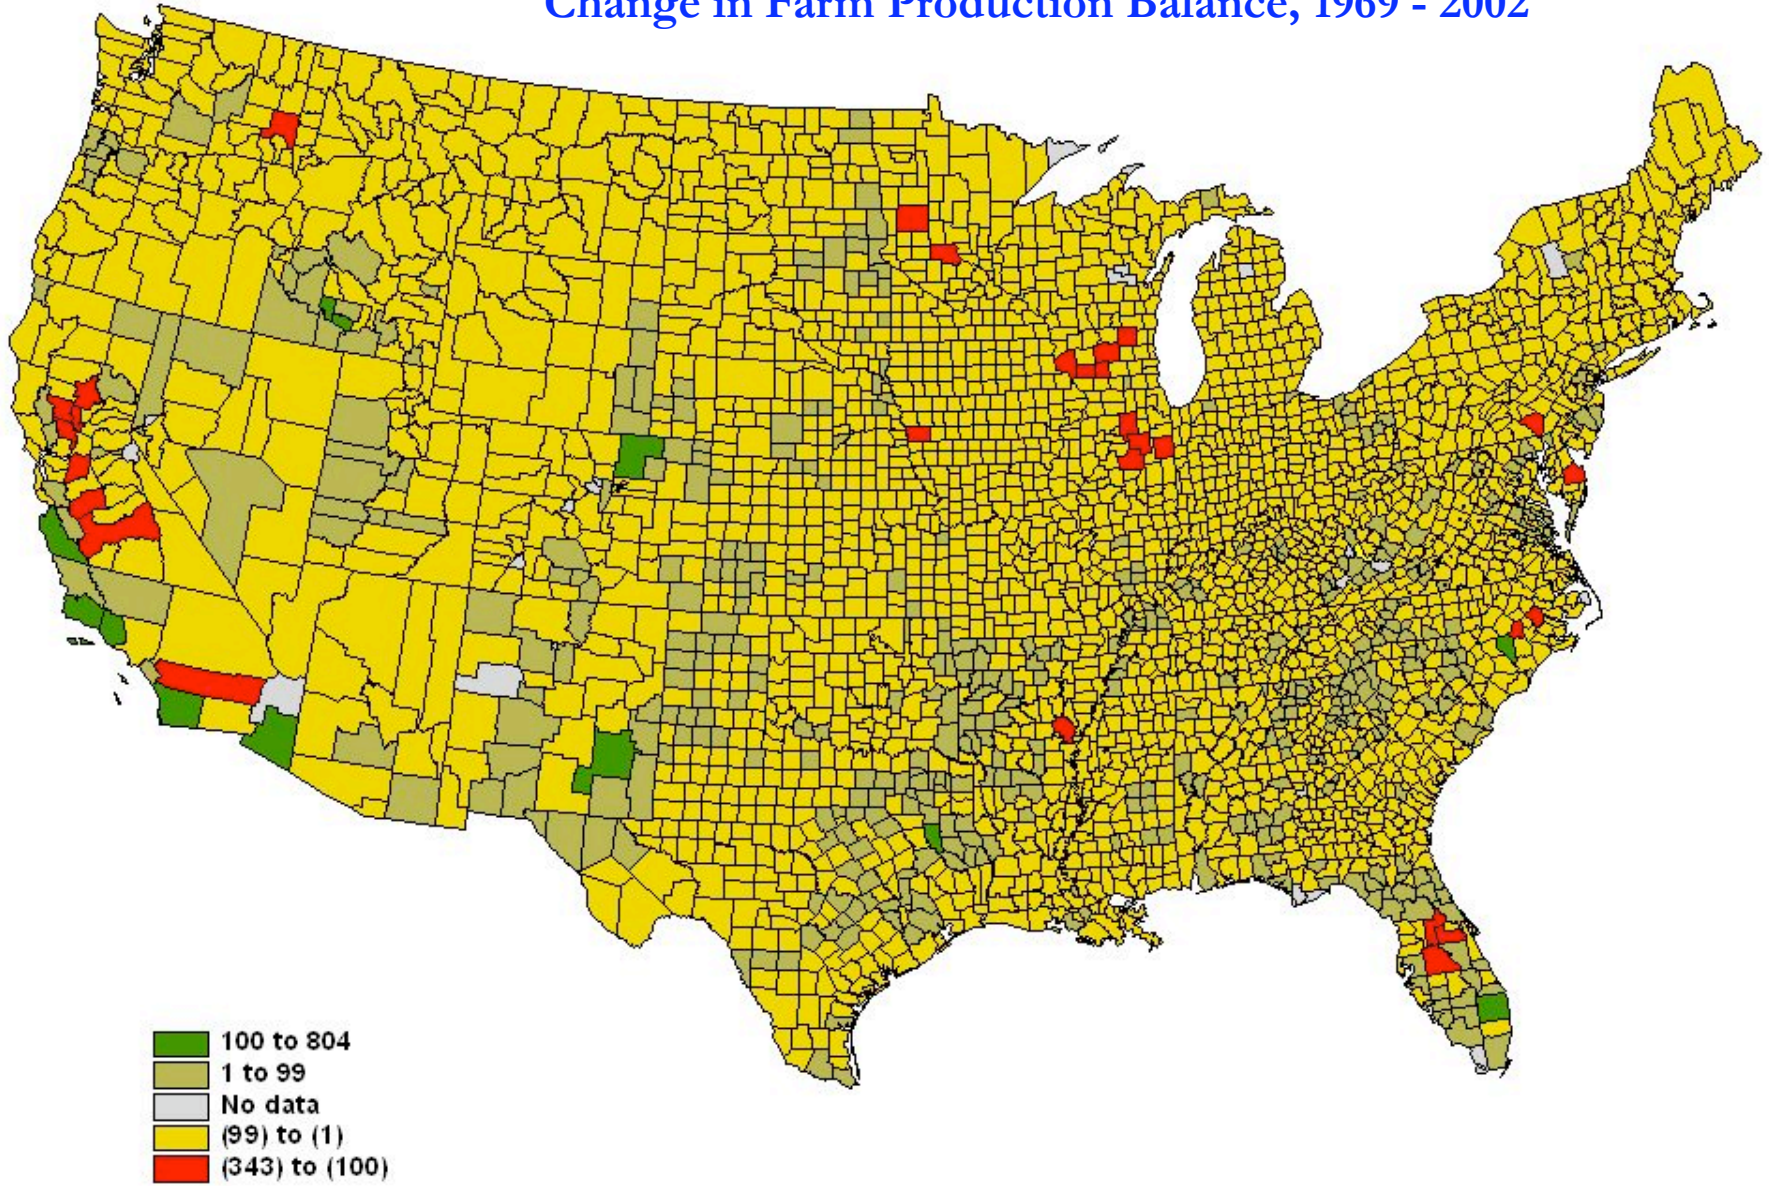 Change in Farm Production Balance, 1969 - 2002
100 to 804
1 to 99
No data
(99) to (1)
(343) to (100)